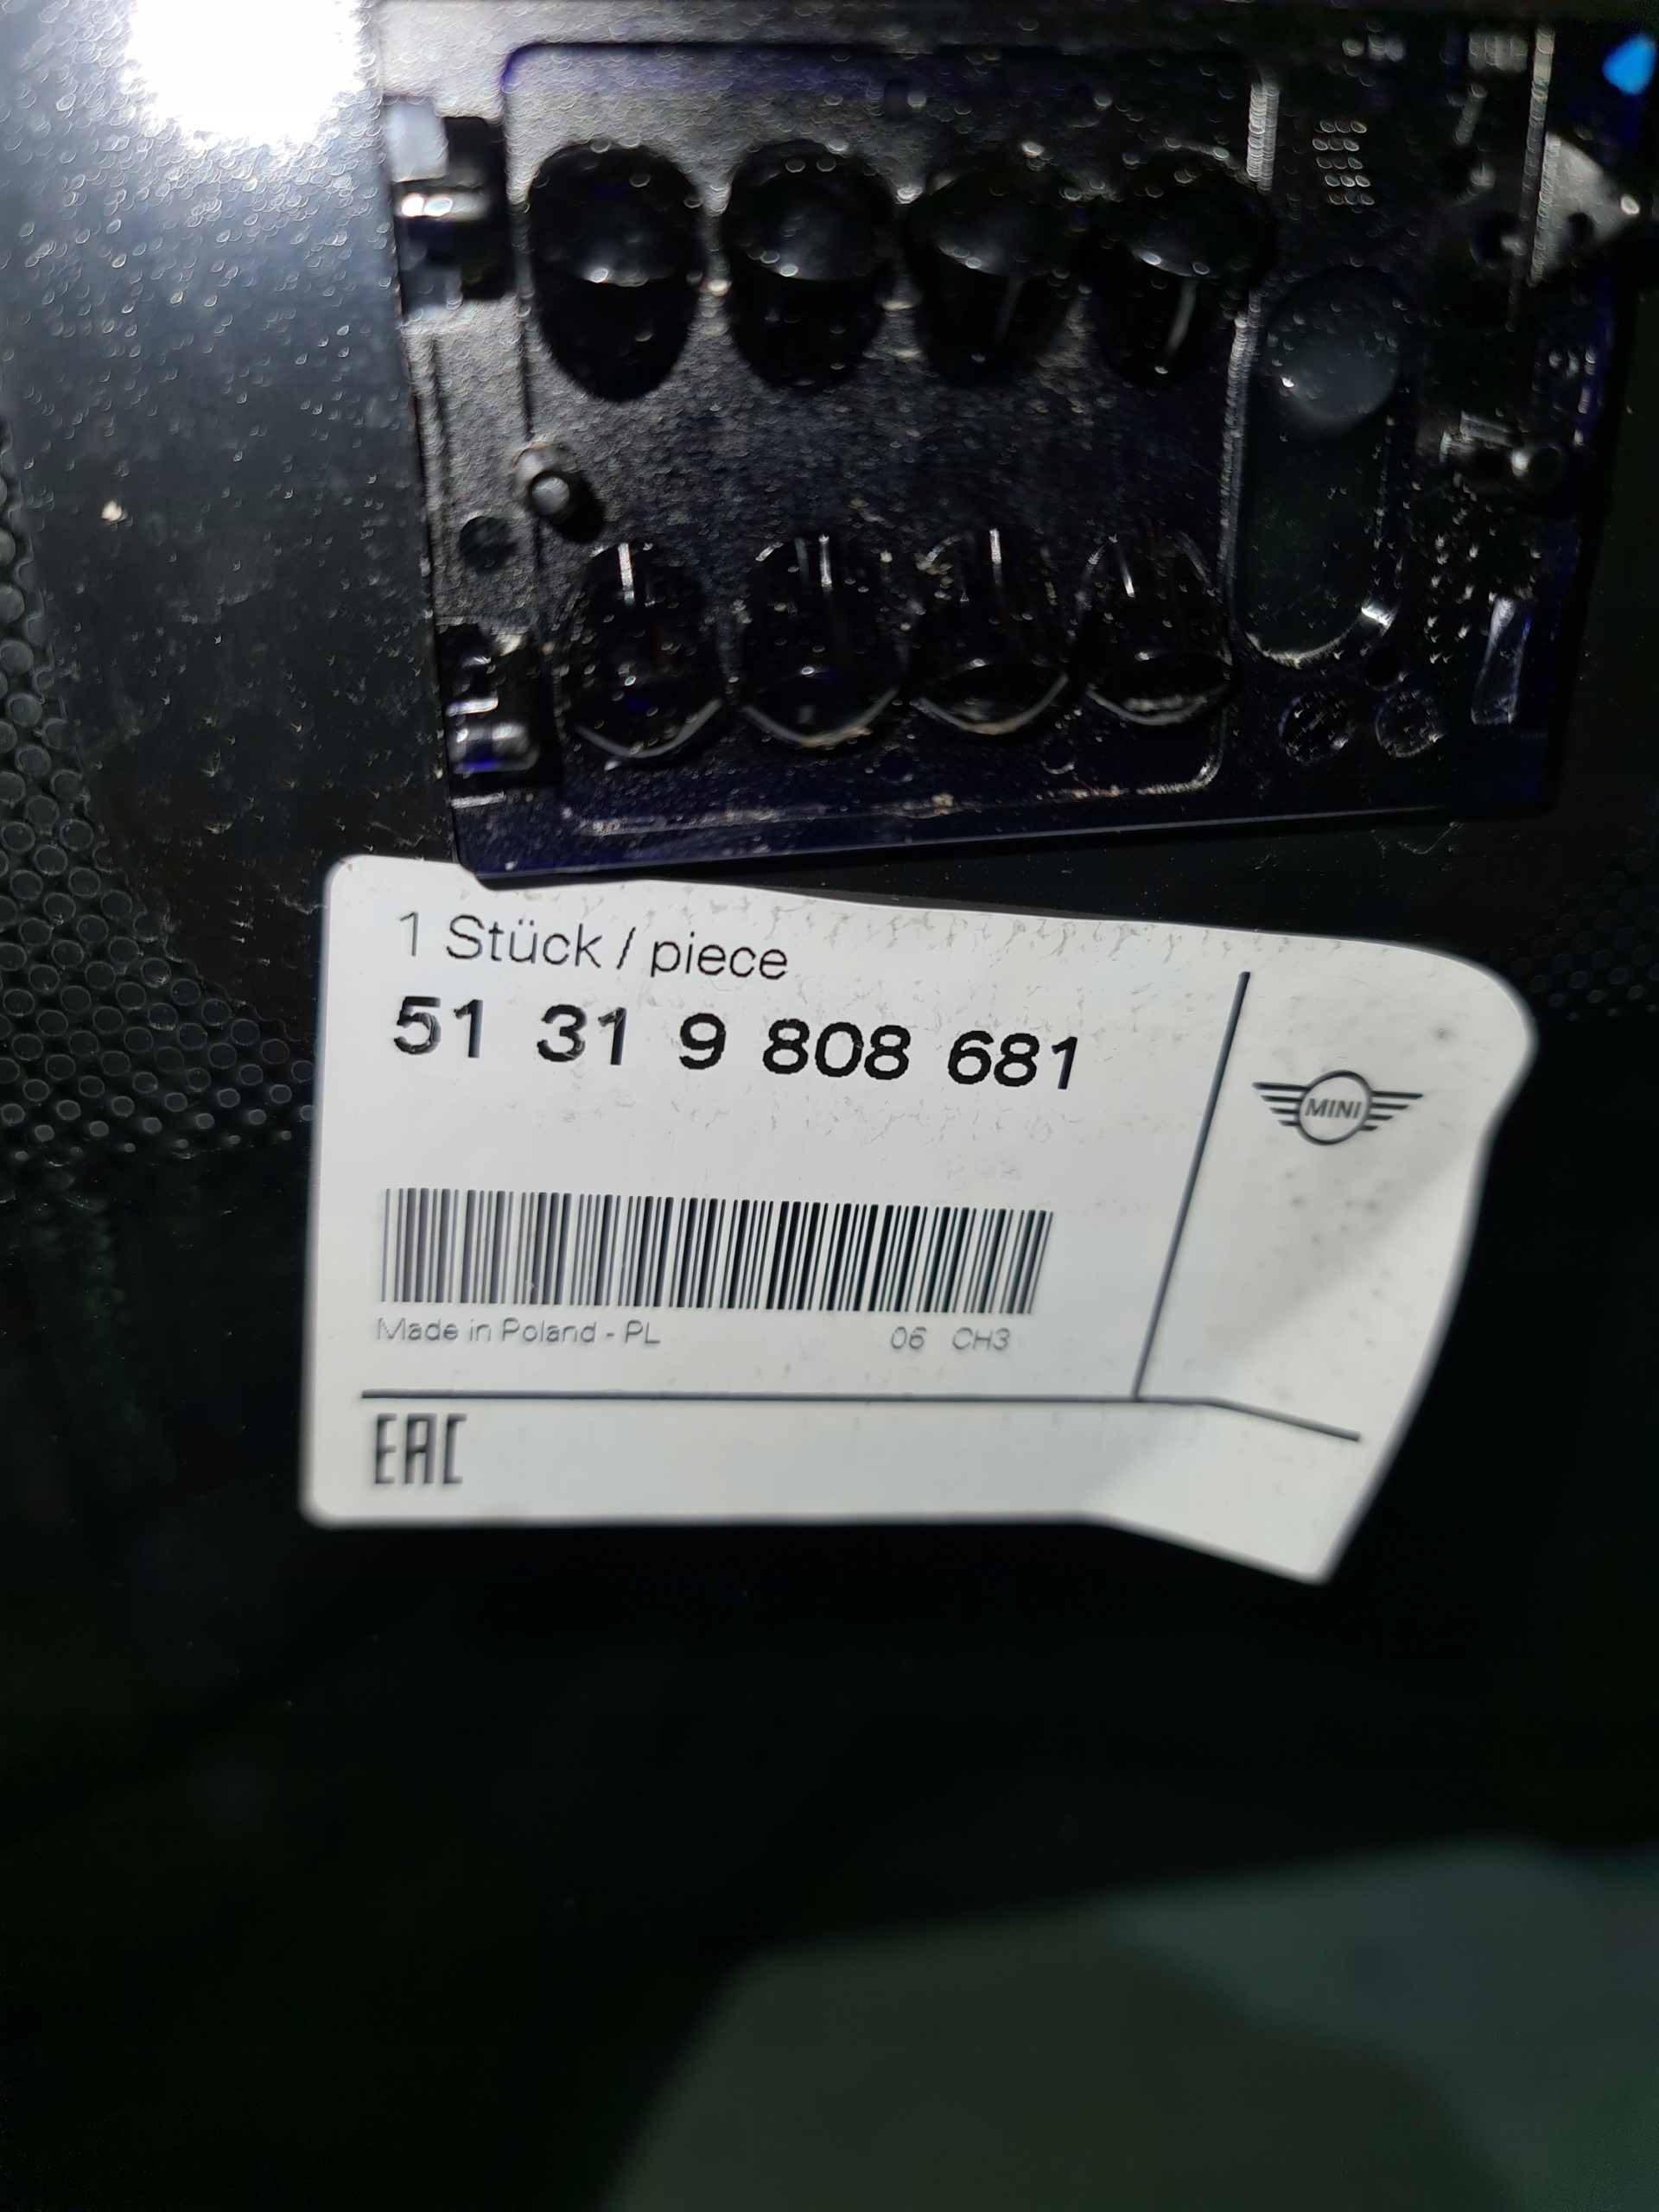 1 Stück / piece
51 31 9 808 681
MINI
Made in Poland - PL 06 CH3
EAC